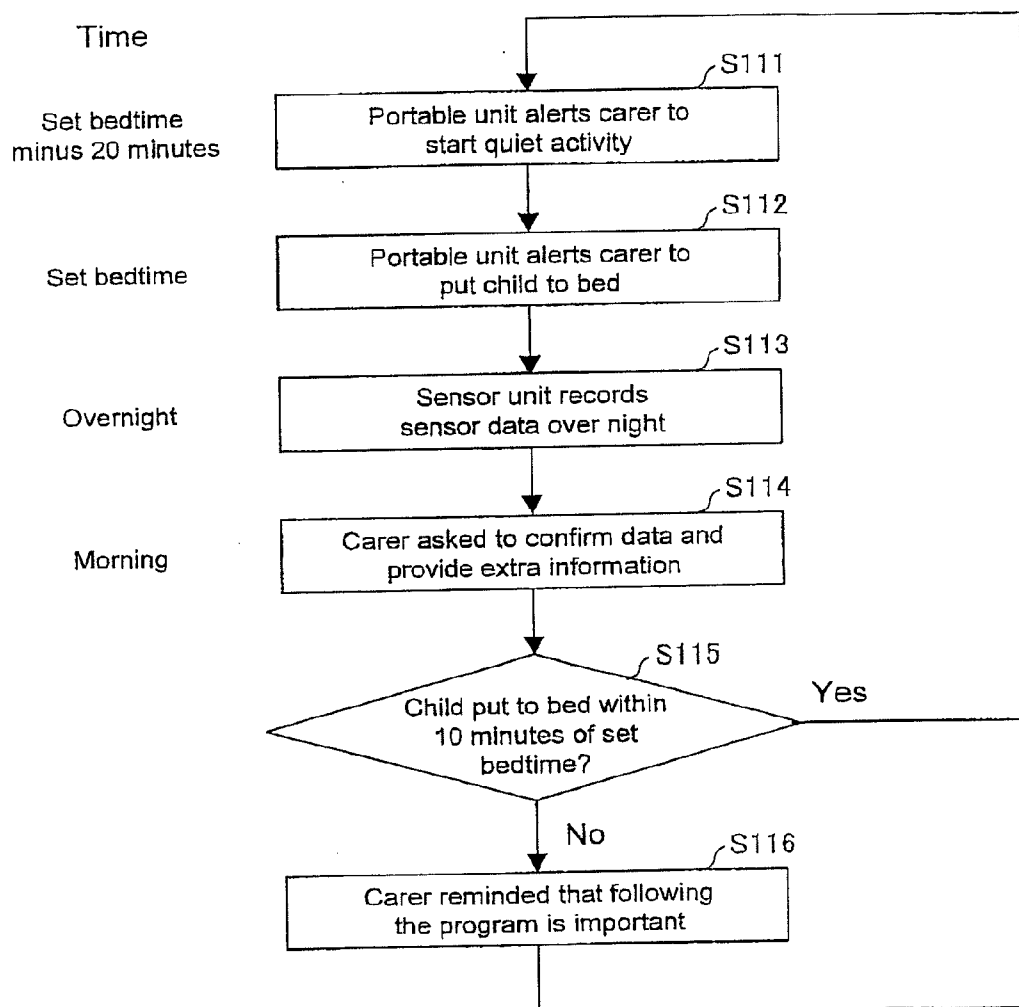 Time
S111
Set bedtime
minus 20 minutes
Portable unit alerts carer to
start quiet activity
S112
Set bedtime
Portable unit alerts carer to
put child to bed
S113
Overnight
Sensor unit records
sensor data over night
S114
Morning
Carer asked to confirm data and
provide extra information
S115
Child put to bed within
10 minutes of set
bedtime?
Yes
No
S116
Carer reminded that following
the program is important